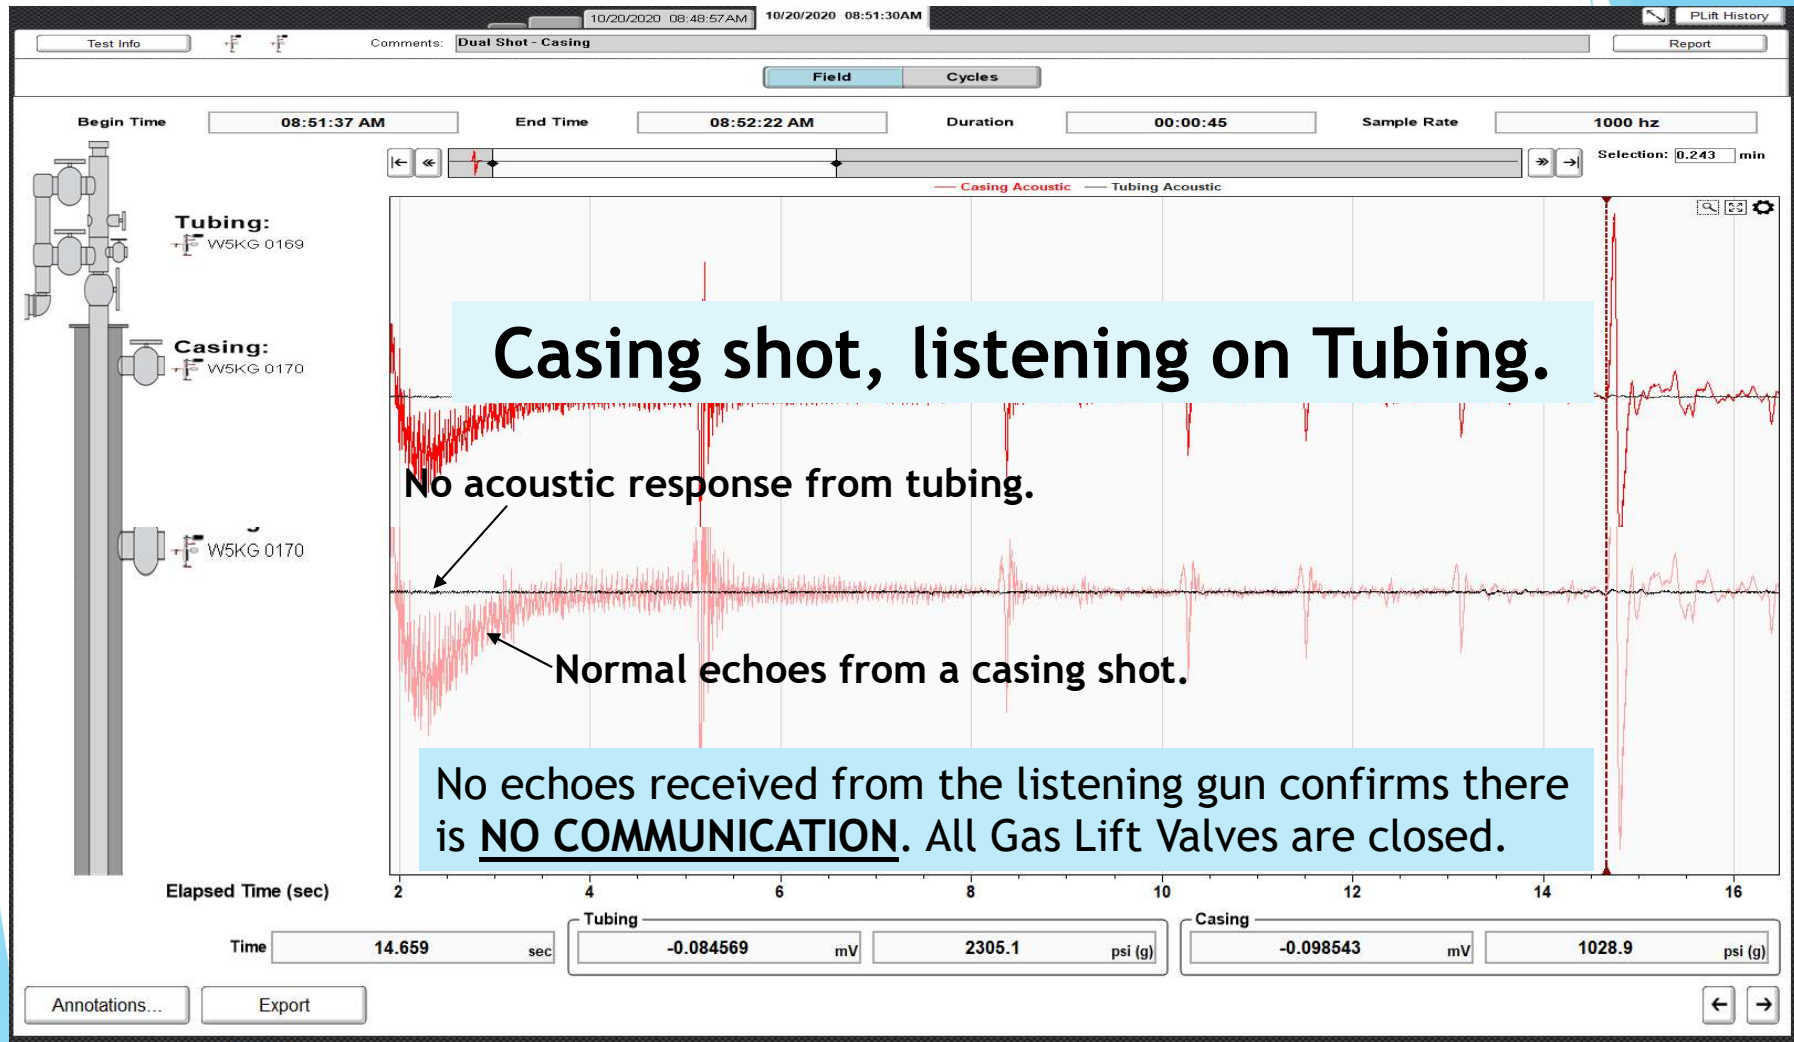 10/20/2020 08:48:57AM
10/20/2020 08:51:30AM
PLift History
Test Info
Comments:
Dual Shot - Casing
Report
Field
Cycles
Begin Time
08:51:37 AM
End Time
08:52:22 AM
Duration
00:00:45
Sample Rate
1000 hz
Selection: 0.243 min
Casing Acoustic
Tubing Acoustic
Tubing:
W5KG 0169
Casing shot, listening on Tubing.
Casing:
W5KG 0170
No acoustic response from tubing.
W5KG 0170
Normal echoes from a casing shot.
No echoes received from the listening gun confirms there
is NO COMMUNICATION. All Gas Lift Valves are closed.
Elapsed Time (sec)
2 4 6 8 10 12 14 16
Tubing
Casing
Time
14.659 sec
-0.084569 mV
2305.1 psi (g)
-0.098543 mV
1028.9 psi (g)
Annotations...
Export